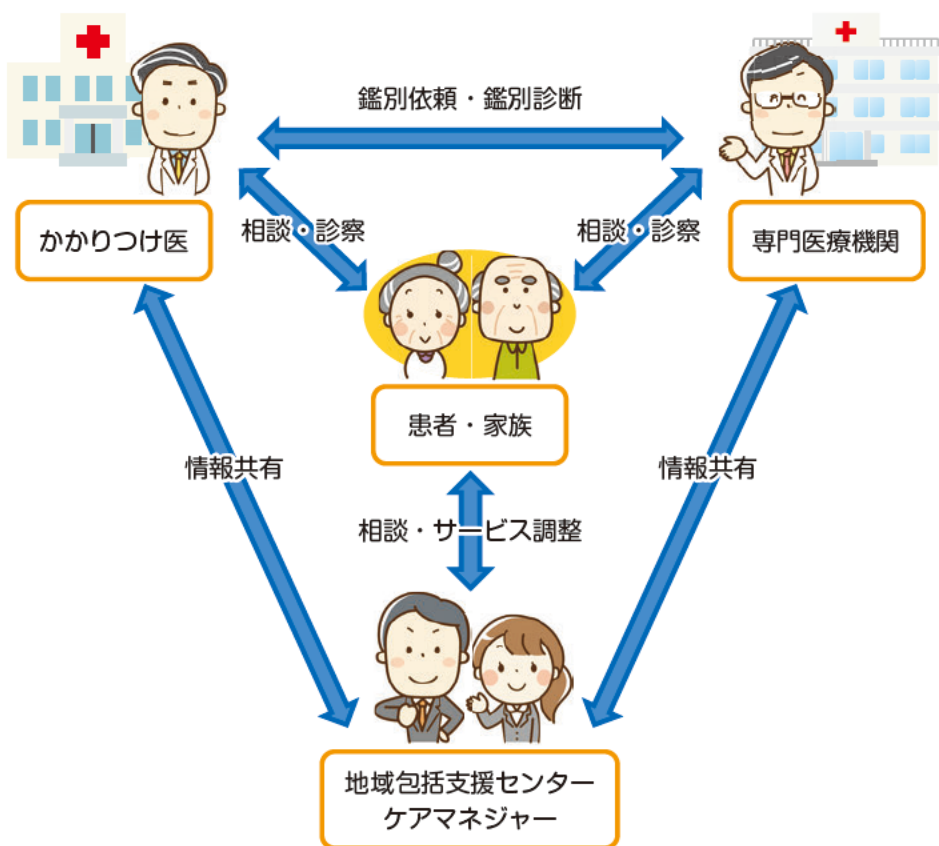 鑑別依頼・鑑別診断
かかりつけ医
相談・診察
相談・診察
専門医療機関
患者・家族
情報共有
情報共有
相談・サービス調整
地域包括支援センター
ケアマネジャー